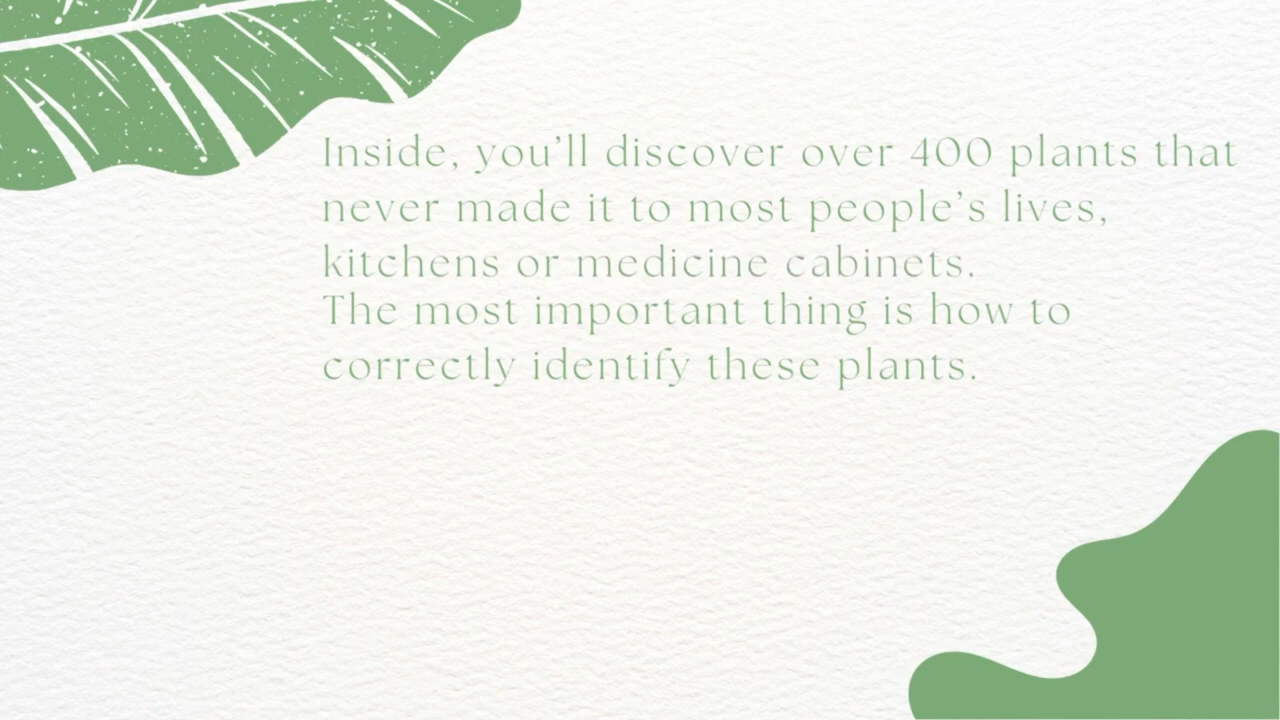 Inside, you’ll discover over 400 plants that
never made it to most people’s lives,
kitchens or medicine cabinets.
The most important thing is how to
correctly identify these plants.